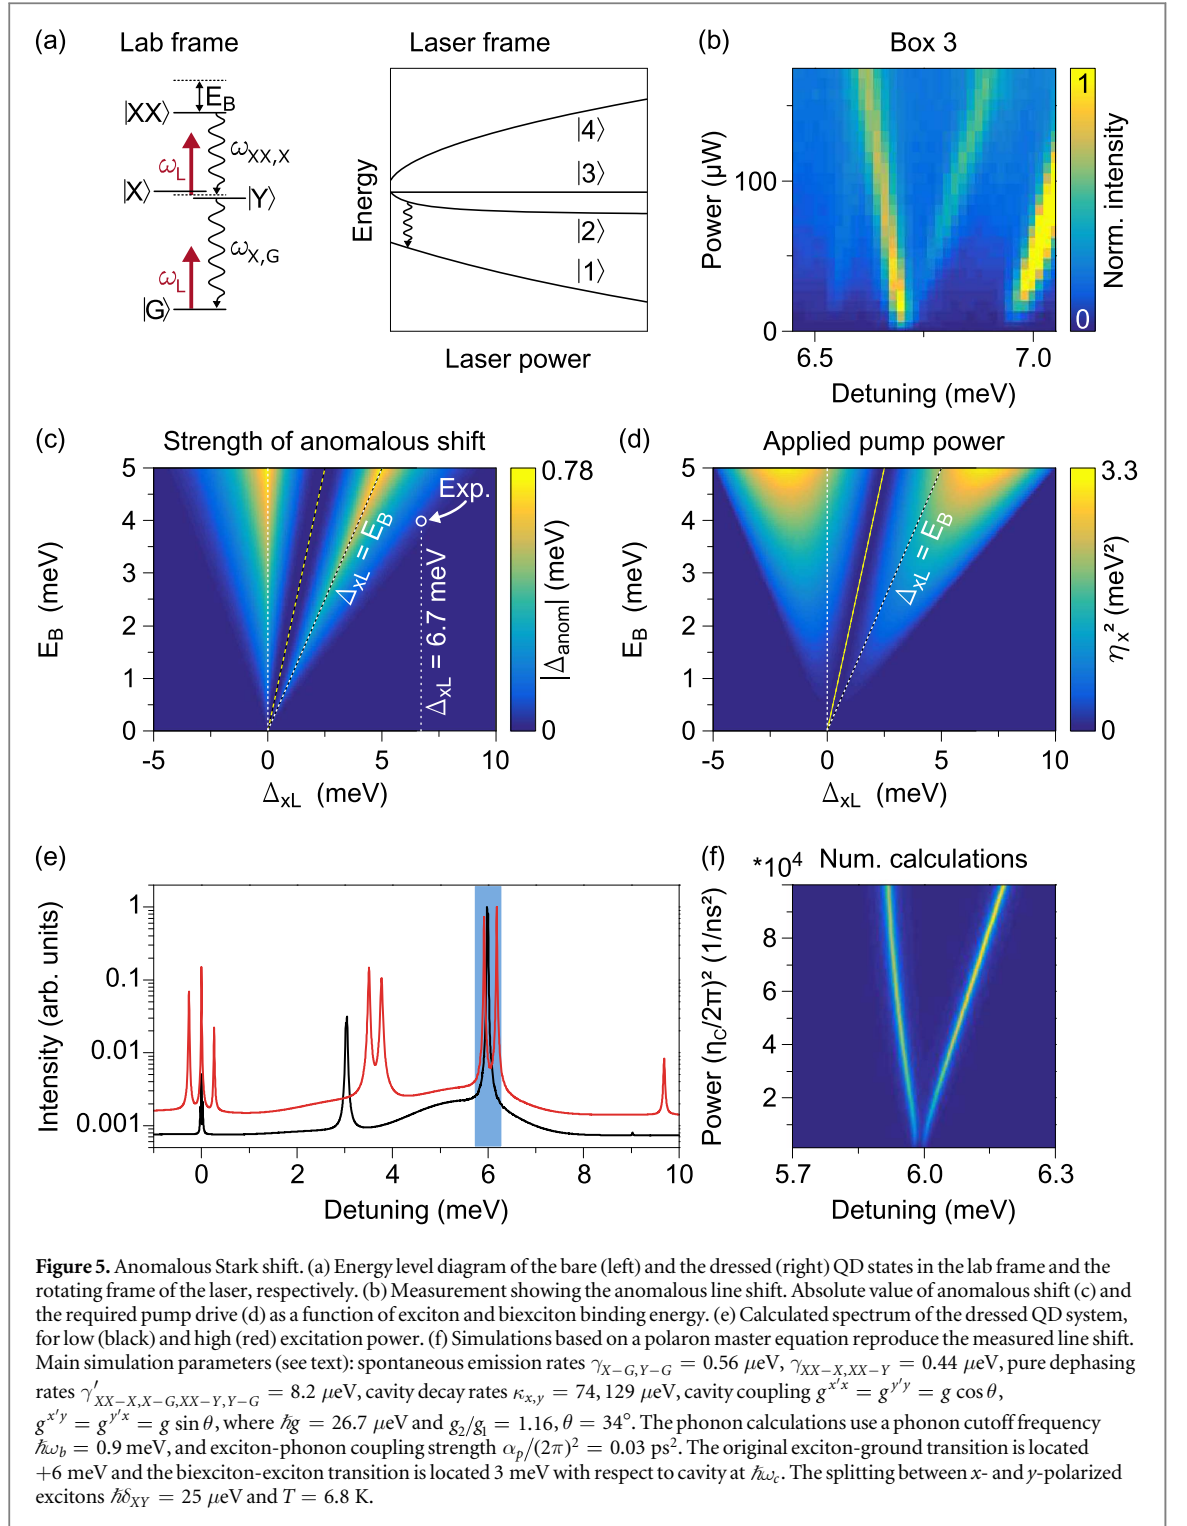 (a)
Lab frame
Laser frame
|XX⟩
E_B
ω_XX,X
ω_L
|X⟩
|Y⟩
ω_X,G
ω_L
|G⟩
Energy
|4⟩
|3⟩
|2⟩
|1⟩
Laser power
(b)
Box 3
Power (μW)
100
0
6.5
7.0
Detuning (meV)
1
0
Norm. intensity
(c)
Strength of anomalous shift
E_B (meV)
5
4
3
2
1
0
-5
0
5
10
Δ_xL (meV)
Exp.
Δ_xL = E_B
Δ_xL = 6.7 meV
0.78
0
|Δ_anom| (meV)
(d)
Applied pump power
E_B (meV)
5
4
3
2
1
0
-5
0
5
10
Δ_xL (meV)
Δ_xL = E_B
3.3
0
η_x² (meV²)
(e)
Intensity (arb. units)
1
0.1
0.01
0.001
0
2
4
6
8
10
Detuning (meV)
(f)
*10⁴
Num. calculations
Power (η_C/2π)² (1/ns²)
8
6
4
2
5.7
6.0
6.3
Detuning (meV)
Figure 5. Anomalous Stark shift. (a) Energy level diagram of the bare (left) and the dressed (right) QD states in the lab frame and the
rotating frame of the laser, respectively. (b) Measurement showing the anomalous line shift. Absolute value of anomalous shift (c) and
the required pump drive (d) as a function of exciton and biexciton binding energy. (e) Calculated spectrum of the dressed QD system,
for low (black) and high (red) excitation power. (f) Simulations based on a polaron master equation reproduce the measured line shift.
Main simulation parameters (see text): spontaneous emission rates γ_X−G,Y−G = 0.56 μeV, γ_XX−X,XX−Y = 0.44 μeV, pure dephasing
rates γ′_XX−X,X−G,XX−Y,Y−G = 8.2 μeV, cavity decay rates κ_x,y = 74, 129 μeV, cavity coupling g^x′x = g^y′y = g cos θ,
g^x′y = g^y′x = g sin θ, where ℏg = 26.7 μeV and g₂/g₁ = 1.16, θ = 34°. The phonon calculations use a phonon cutoff frequency
ℏω_b = 0.9 meV, and exciton-phonon coupling strength α_p/(2π)² = 0.03 ps². The original exciton-ground transition is located
+6 meV and the biexciton-exciton transition is located 3 meV with respect to cavity at ℏω_c. The splitting between x- and y-polarized
excitons ℏδ_XY = 25 μeV and T = 6.8 K.